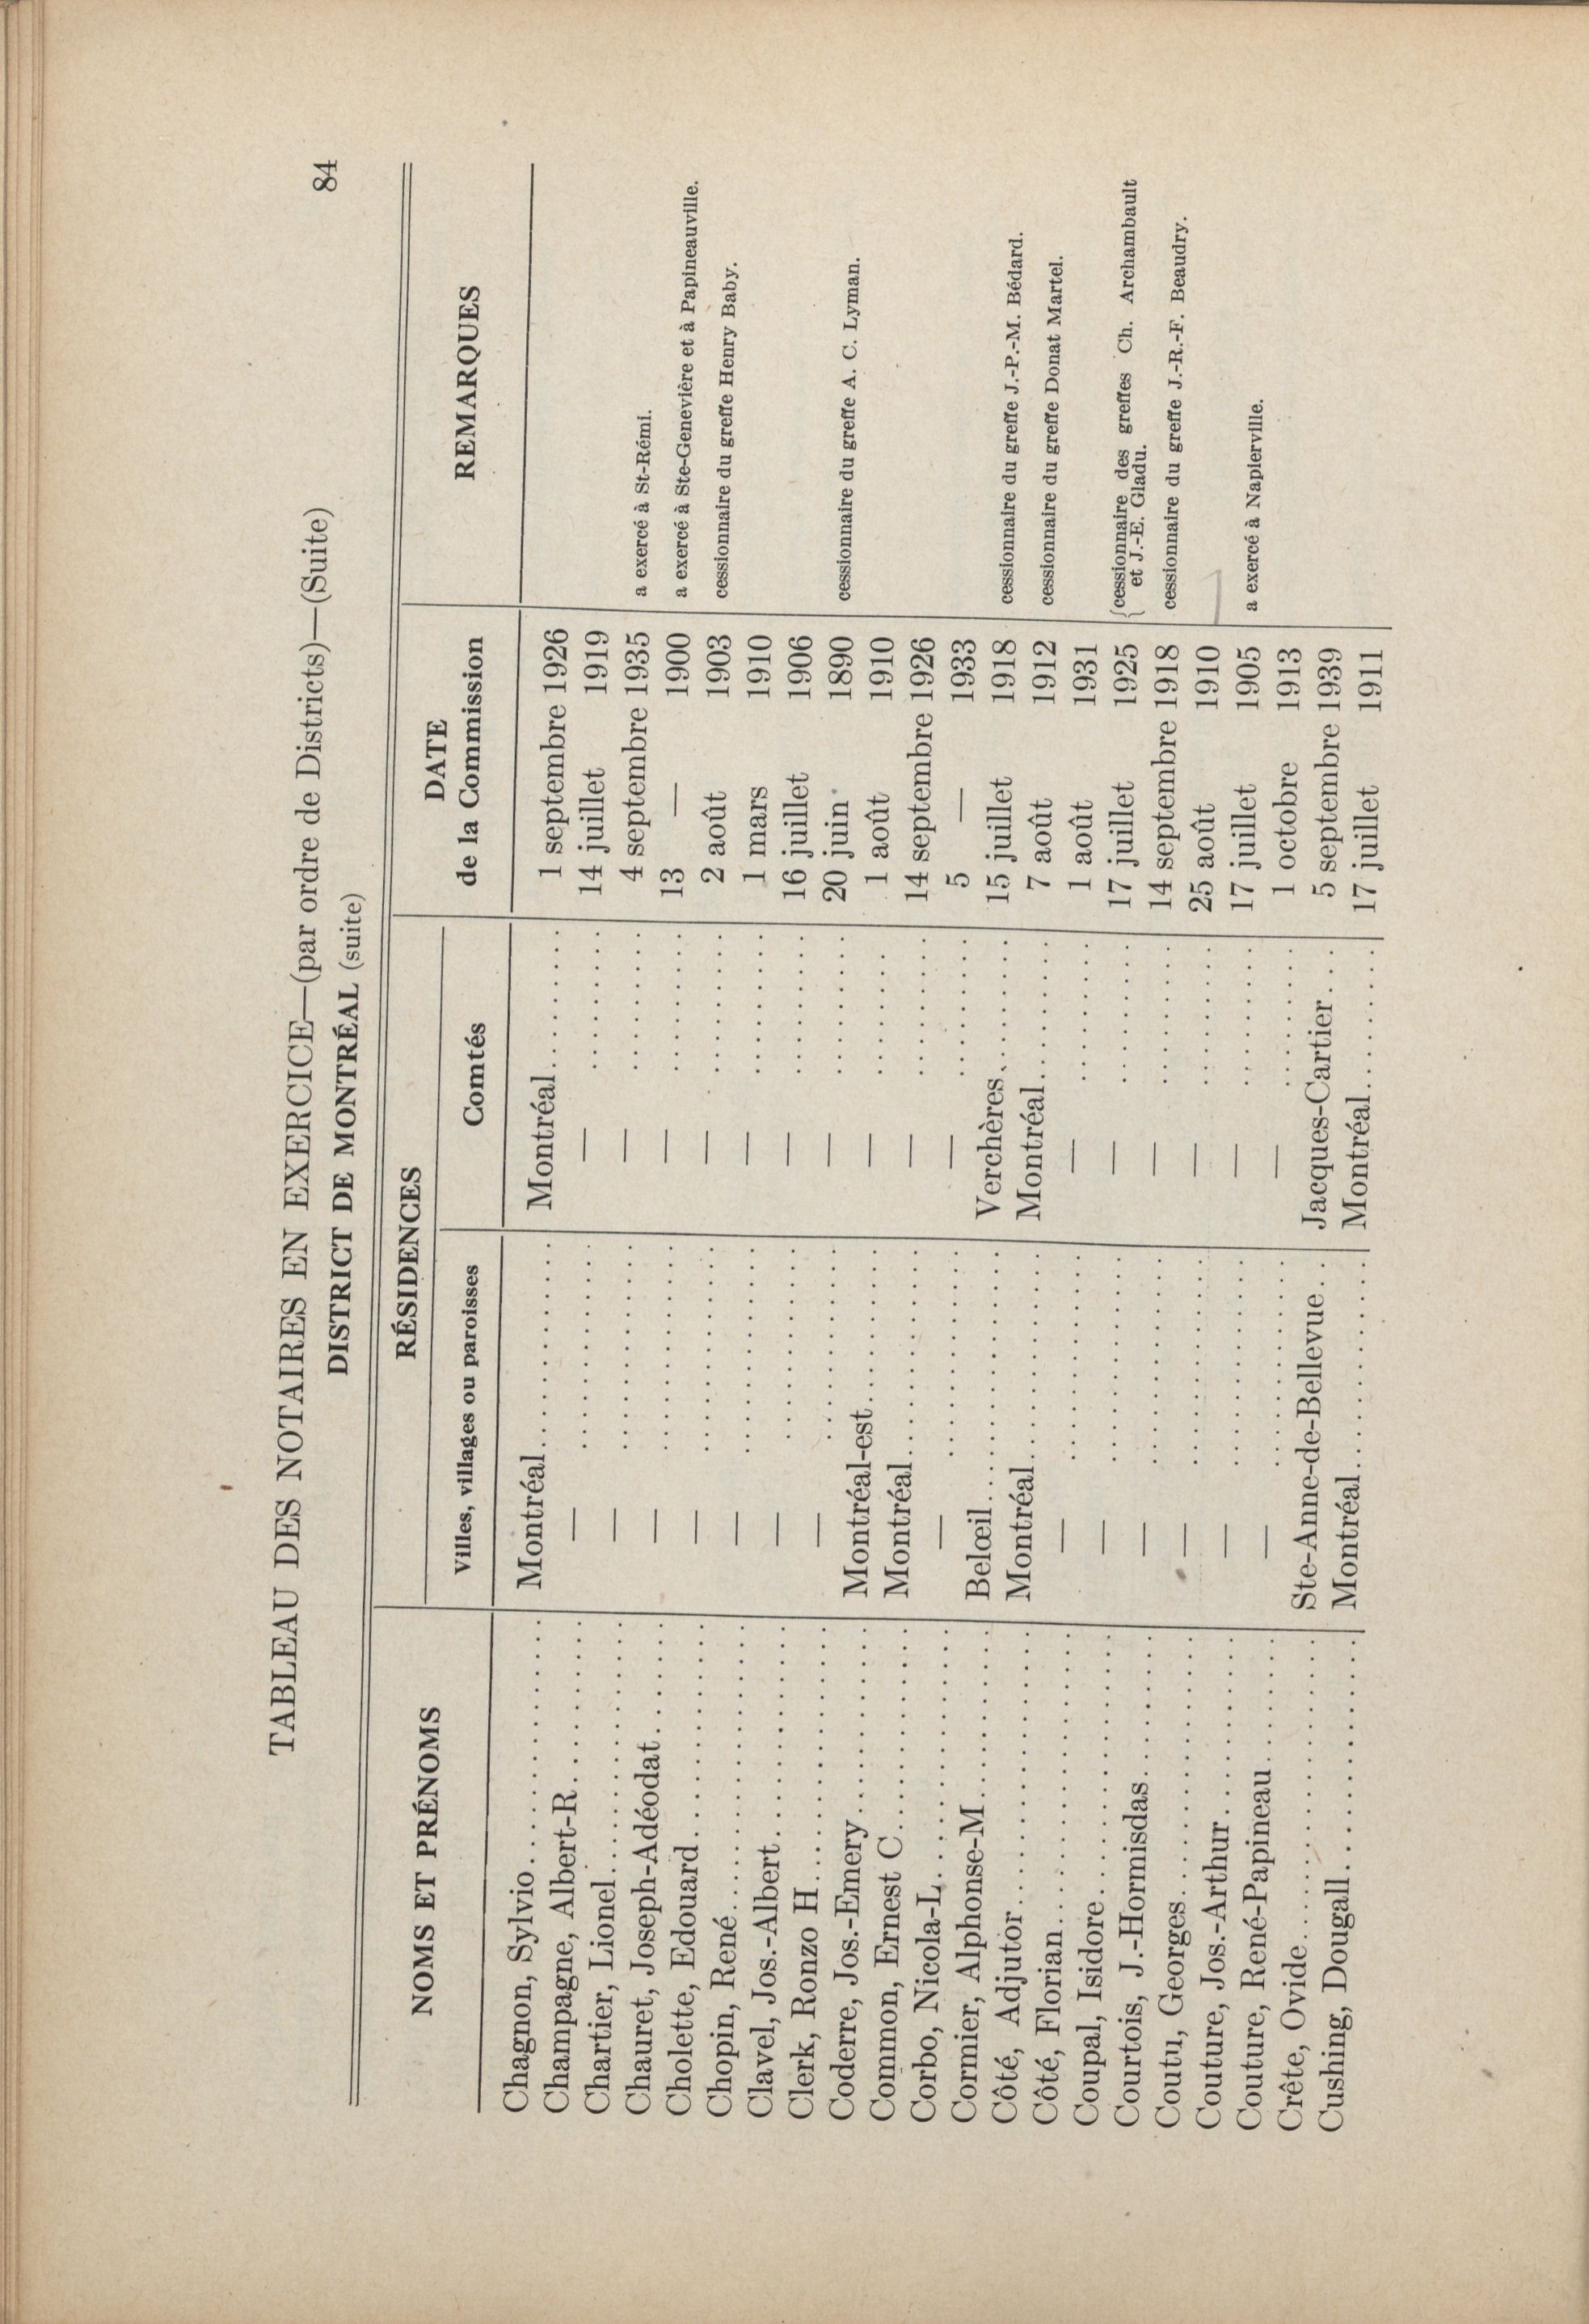 TABLEAU DES NOTAIRES EN EXERCICE—(par ordre de Districts)—(Suite) 84
DISTRICT DE MONTRÉAL (suite)
NOMS ET PRÉNOMS RÉSIDENCES DATE de la Commission REMARQUES
Villes, villages ou paroisses Comtés
Chagnon, Sylvio Montréal Montréal 1 septembre 1926
Champagne, Albert-R — — 14 juillet 1919
Chartier, Lionel — — 4 septembre 1935 a exercé à St-Rémi.
Chauret, Joseph-Adéodat — — 13 — 1900 a exercé à Ste-Genevière et à Papineauville.
Cholette, Edouard — — 2 août 1903 cessionnaire du greffe Henry Baby.
Chopin, René — — 1 mars 1910
Clavel, Jos.-Albert — — 16 juillet 1906
Clerk, Ronzo H — — 20 juin 1890 cessionnaire du greffe A. C. Lyman.
Coderre, Jos.-Emery Montréal-est — 1 août 1910
Common, Ernest C Montréal — 14 septembre 1926
Corbo, Nicola-L — — 5 — 1933
Cormier, Alphonse-M Belœil Verchères 15 juillet 1918 cessionnaire du greffe J.-P.-M. Bédard.
Côté, Adjutor Montréal Montréal 7 août 1912 cessionnaire du greffe Donat Martel.
Côté, Florian — — 1 août 1931
Coupal, Isidore — — 17 juillet 1925 {cessionnaire des greffes Ch. Archambault
et J.-E. Gladu.
Courtois, J.-Hormisdas — — 14 septembre 1918 cessionnaire du greffe J.-R.-F. Beaudry.
Coutu, Georges — — 25 août 1910
Couture, Jos.-Arthur — — 17 juillet 1905 a exercé à Napierville.
Couture, René-Papineau — — 1 octobre 1913
Crête, Ovide Ste-Anne-de-Bellevue Jacques-Cartier 5 septembre 1939
Cushing, Dougall Montréal Montréal 17 juillet 1911